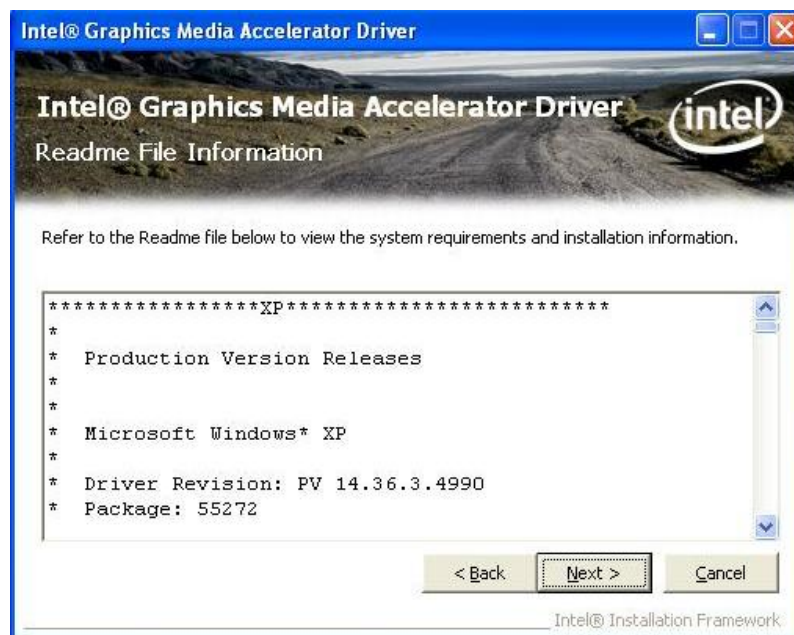 Intel® Graphics Media Accelerator Driver
Intel® Graphics Media Accelerator Driver
intel
Readme File Information
Refer to the Readme file below to view the system requirements and installation information.
*****************XP**************************
*
* Production Version Releases
*
*
* Microsoft Windows* XP
*
* Driver Revision: PV 14.36.3.4990
* Package: 55272
< Back
Next >
Cancel
Intel® Installation Framework